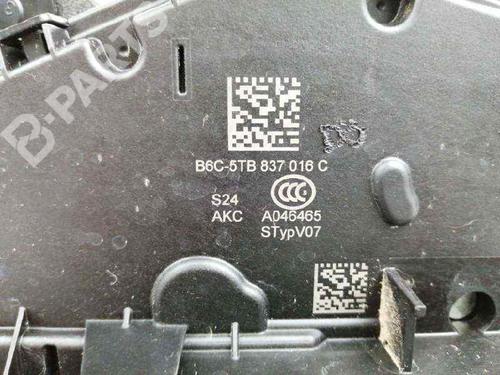 B-PARTS
B6C-5TB 837 016 C
S24
AKC A046465
STypV07